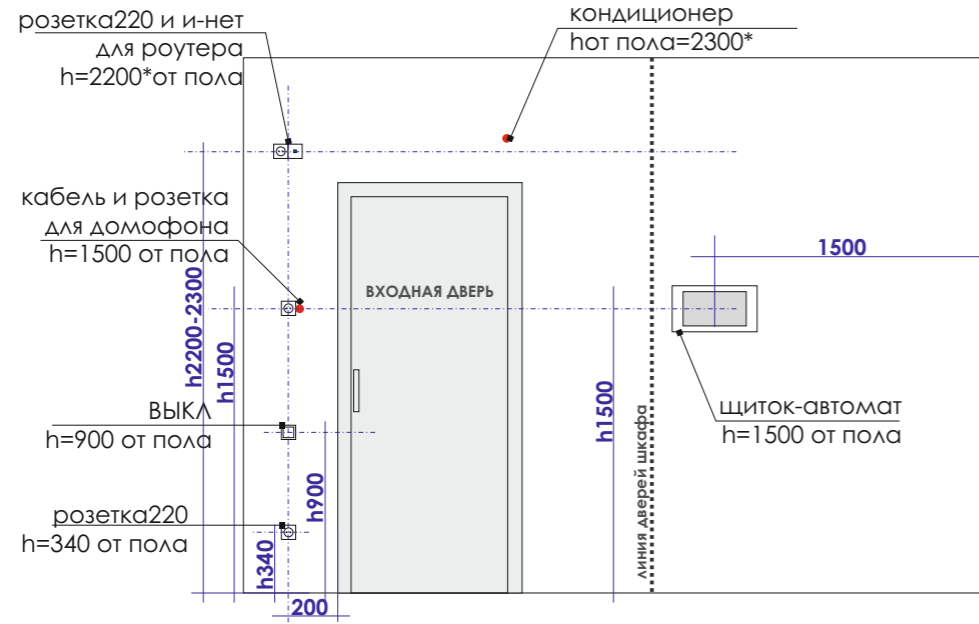 розетка220 и и-нет
для роутера
h=2200*от пола
кондиционер
hот пола=2300*
кабель и розетка
для домофона
h=1500 от пола
ВХОДНАЯ ДВЕРЬ
1500
h2200-2300
h1500
ВЫКЛ
h=900 от пола
h1500
линия дверей шкафа
щиток-автомат
h=1500 от пола
h900
розетка220
h=340 от пола
h340
200